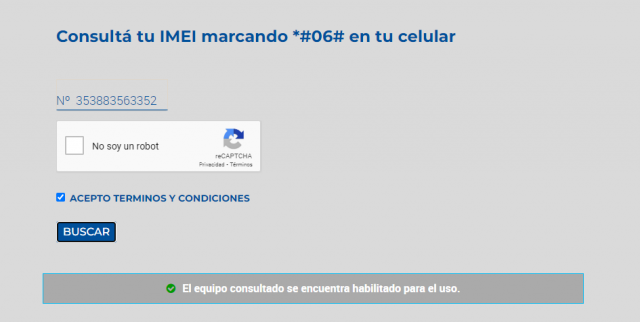 Consultá tu IMEI marcando *#06# en tu celular
Nº 353883563352
No soy un robot
reCAPTCHA
Privacidad - Términos
ACEPTO TERMINOS Y CONDICIONES
BUSCAR
El equipo consultado se encuentra habilitado para el uso.